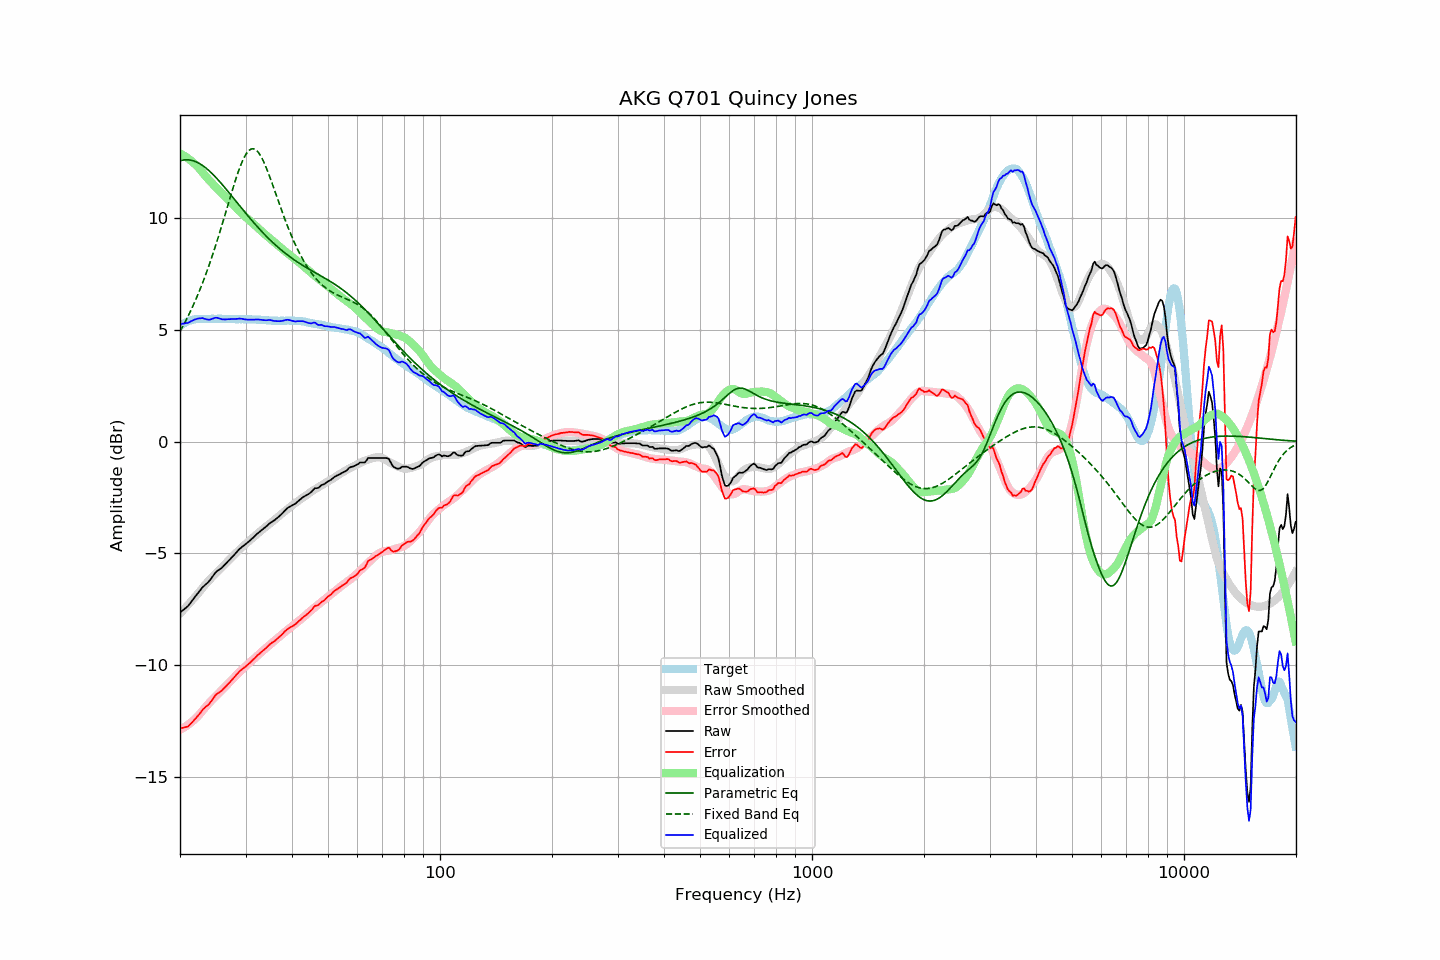 AKG Q701 Quincy Jones
Amplitude (dBr)
10
5
0
−5
−10
−15
Target
Raw Smoothed
Error Smoothed
Raw
Error
Equalization
Parametric Eq
Fixed Band Eq
Equalized
100
1000
10000
Frequency (Hz)